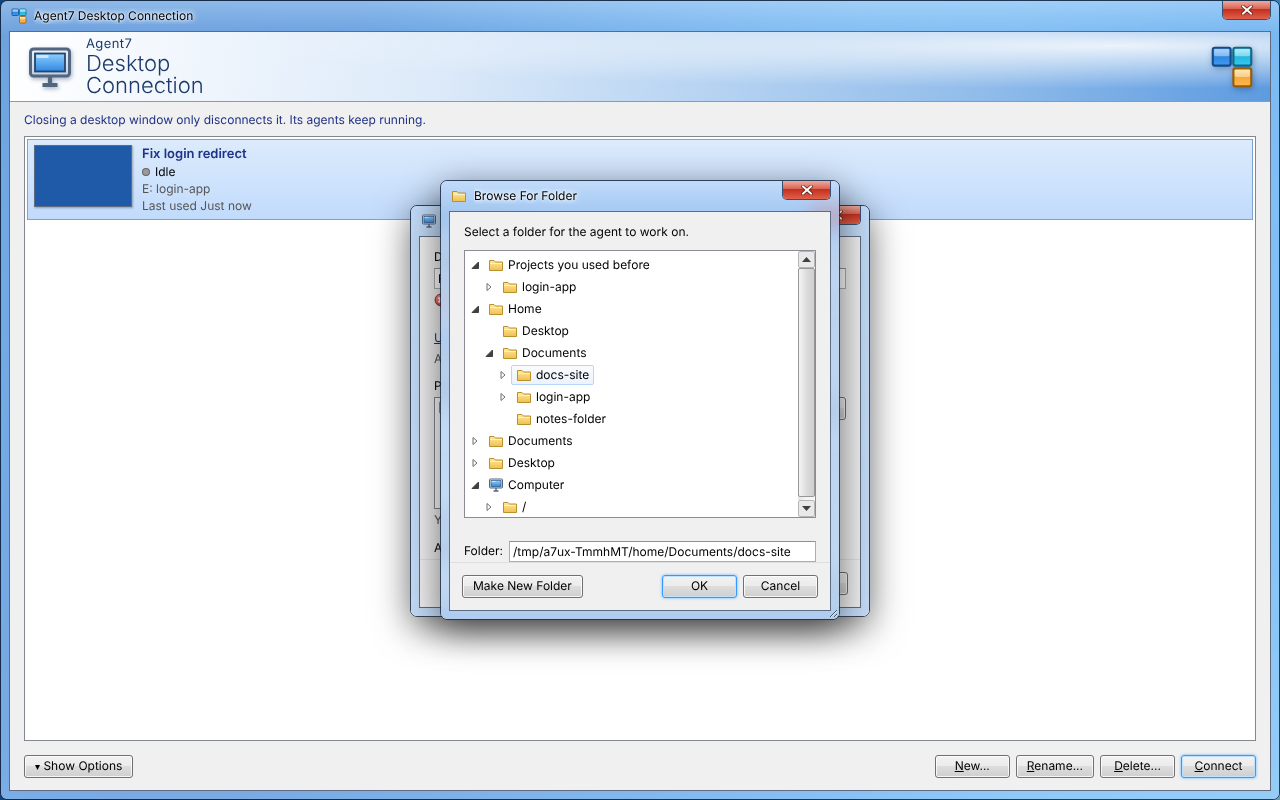 Agent7 Desktop Connection
Agent7
Desktop
Connection
Closing a desktop window only disconnects it. Its agents keep running.
Fix login redirect
Idle
E: login-app
Last used Just now
Browse For Folder
Select a folder for the agent to work on.
Projects you used before
login-app
Home
Desktop
Documents
docs-site
login-app
notes-folder
Documents
Desktop
Computer
/
Folder: /tmp/a7ux-TmmhMT/home/Documents/docs-site
Make New Folder OK Cancel
Show Options New... Rename... Delete... Connect